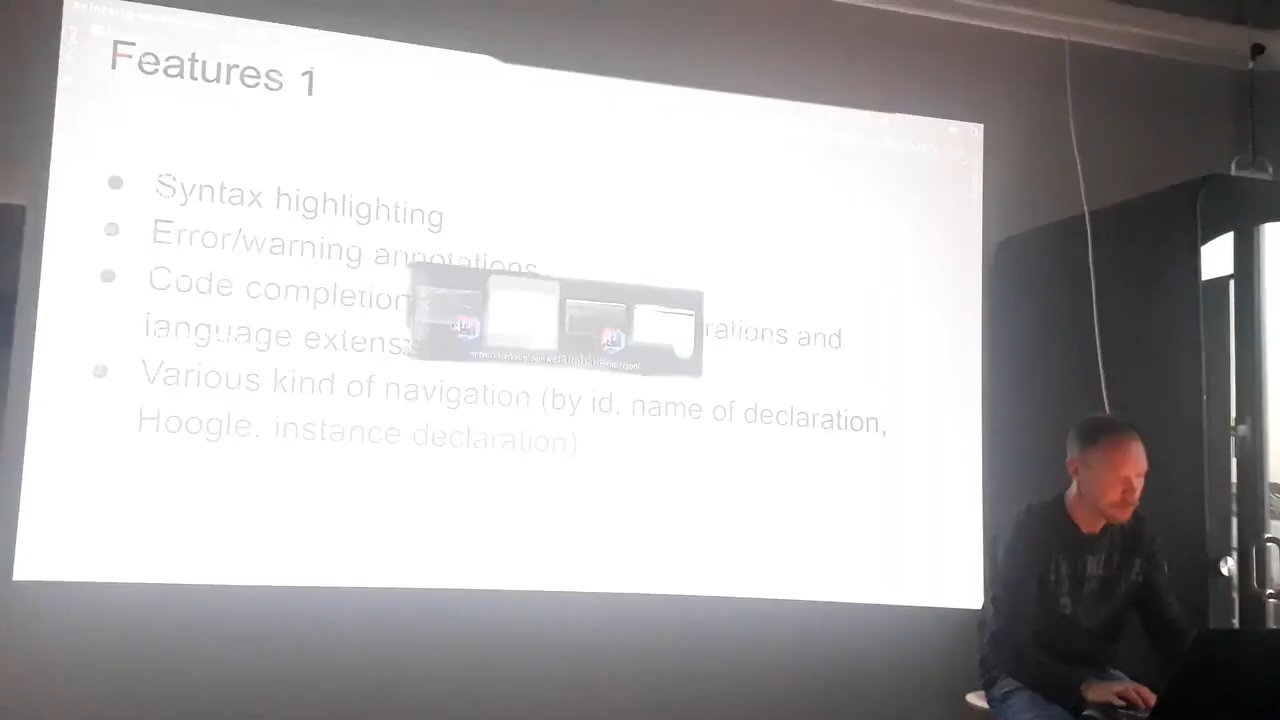 Features 1
Syntax highlighting
Error/warning annotations
Code completion rations and
language extens
Various kind of navigation (by id, name of declaration,
Hoogle, instance declaration)